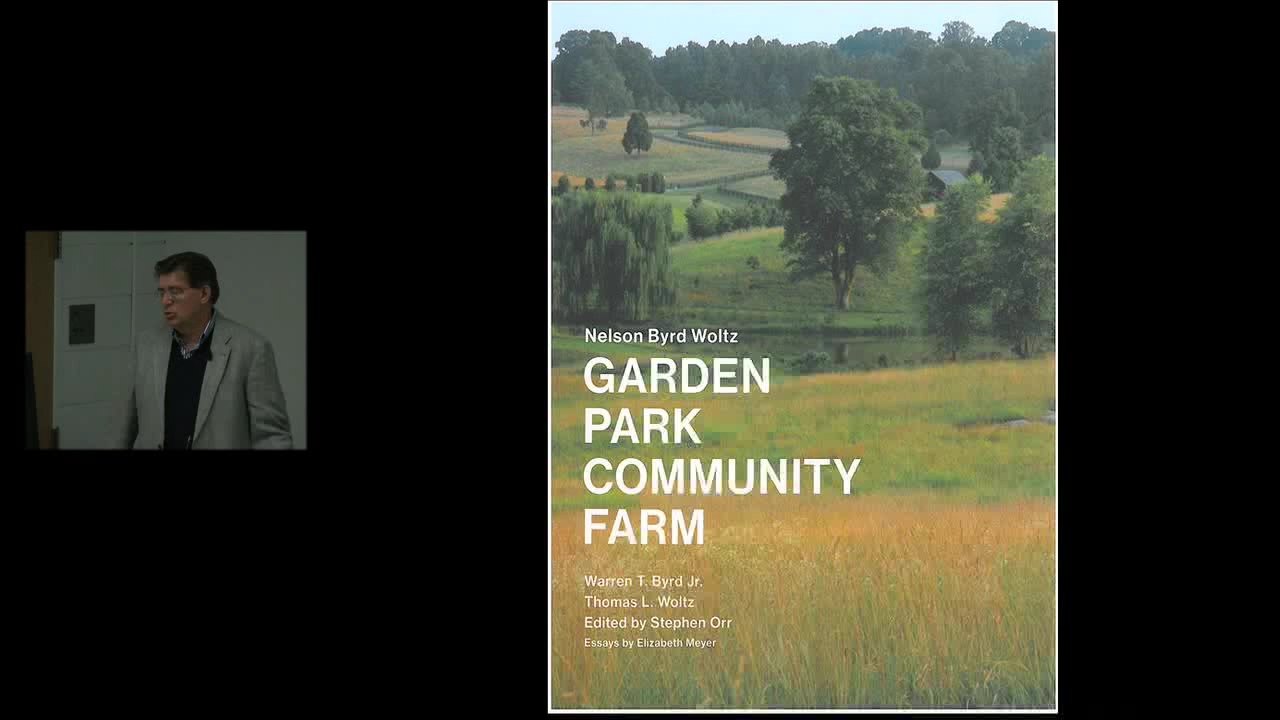 Nelson Byrd Woltz
GARDEN
PARK
COMMUNITY
FARM
Warren T. Byrd Jr.
Thomas L. Woltz
Edited by Stephen Orr
Essays by Elizabeth Meyer